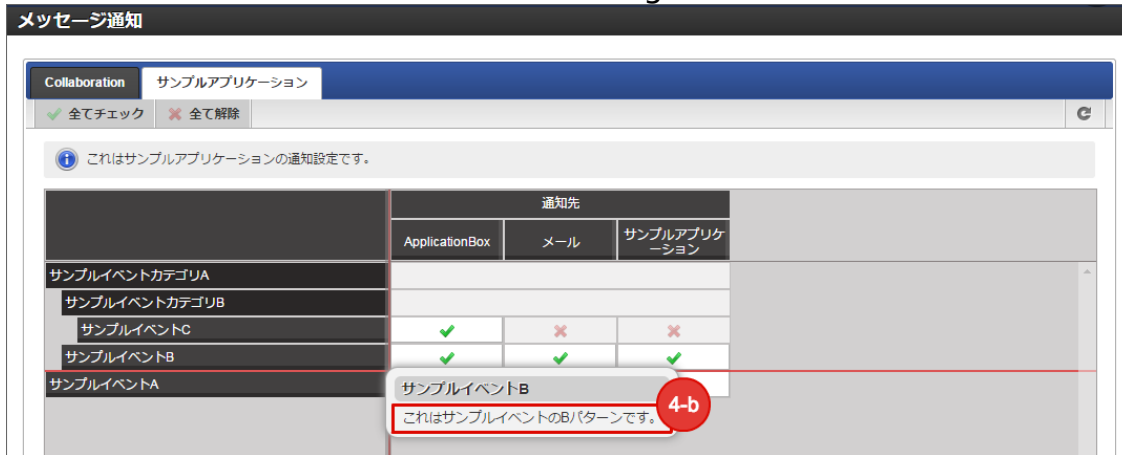 メッセージ通知
Collaboration
サンプルアプリケーション
全てチェック
全て解除
これはサンプルアプリケーションの通知設定です。
通知先
ApplicationBox
メール
サンプルアプリケ
ーション
サンプルイベントカテゴリA
サンプルイベントカテゴリB
サンプルイベントC
サンプルイベントB
サンプルイベントA
サンプルイベントB
これはサンプルイベントのBパターンです。
4-b